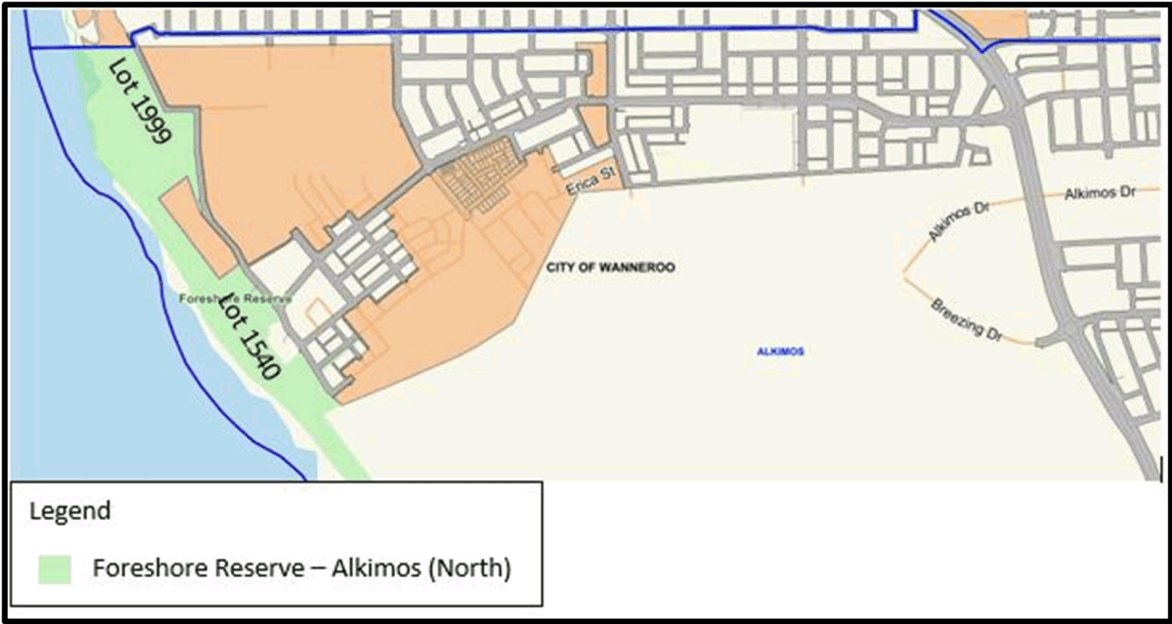 Lot 1999
Erica St
Alkimos Dr
Alkimos Dr
CITY OF WANNEROO
Foreshore Reserve
Lot 1540
Breezing Dr
ALKIMOS
Legend
Foreshore Reserve – Alkimos (North)